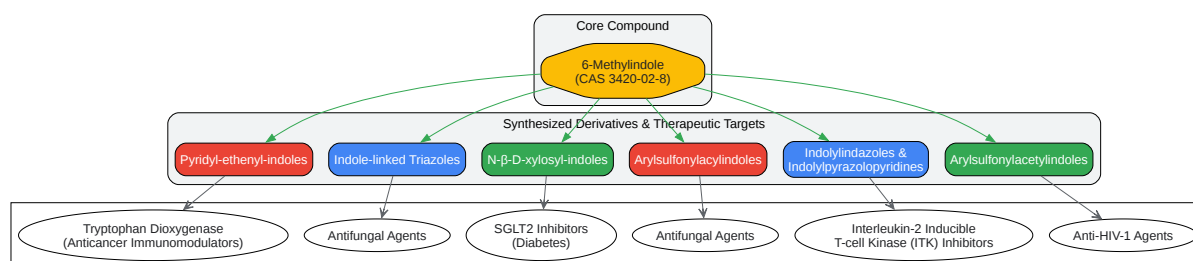 Core Compound
6-Methylindole
(CAS 3420-02-8)
Synthesized Derivatives & Therapeutic Targets
Pyridyl-ethenyl-indoles
Indole-linked Triazoles
N-β-D-xylosyl-indoles
Arylsulfonylacylindoles
Indolylindazoles &
Indolylpyrazolopyridines
Arylsulfonylacetylindoles
Tryptophan Dioxygenase
(Anticancer Immunomodulators)
Antifungal Agents
SGLT2 Inhibitors
(Diabetes)
Antifungal Agents
Interleukin-2 Inducible
T-cell Kinase (ITK) Inhibitors
Anti-HIV-1 Agents